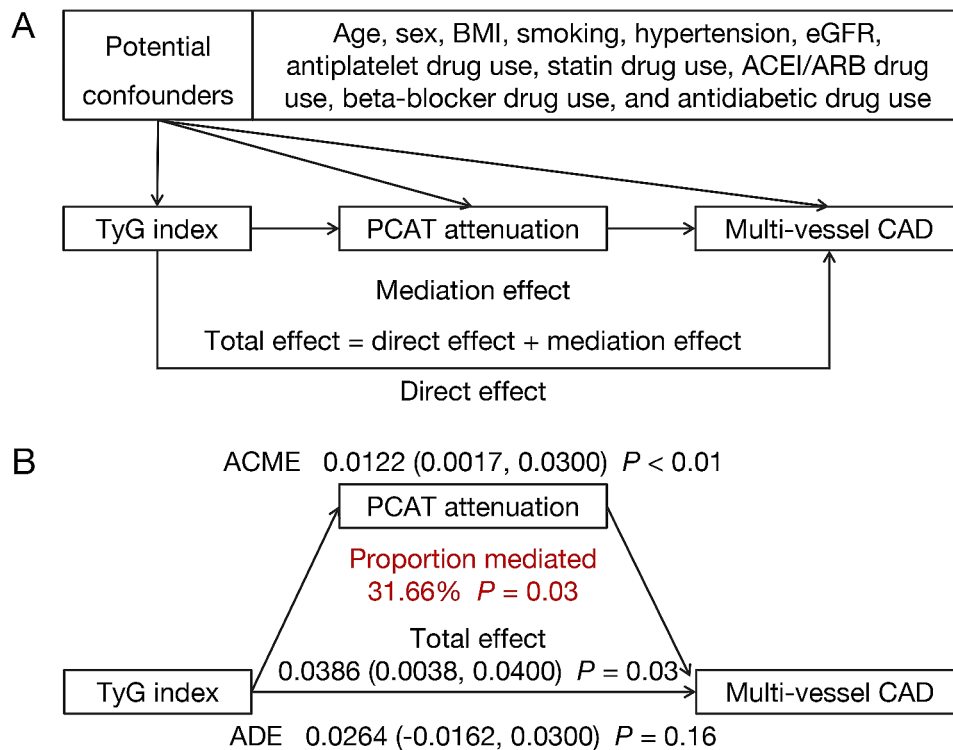 A
Potential
confounders
Age, sex, BMI, smoking, hypertension, eGFR,
antiplatelet drug use, statin drug use, ACEI/ARB drug
use, beta-blocker drug use, and antidiabetic drug use
TyG index
PCAT attenuation
Multi-vessel CAD
Mediation effect
Total effect = direct effect + mediation effect
Direct effect
B
ACME 0.0122 (0.0017, 0.0300) P < 0.01
PCAT attenuation
Proportion mediated
31.66% P = 0.03
Total effect
0.0386 (0.0038, 0.0400) P = 0.03
TyG index
Multi-vessel CAD
ADE 0.0264 (-0.0162, 0.0300) P = 0.16